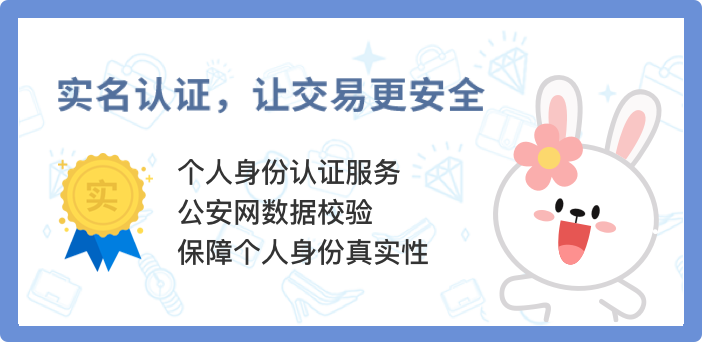 实名认证，让交易更安全
实
个人身份认证服务
公安网数据校验
保障个人身份真实性